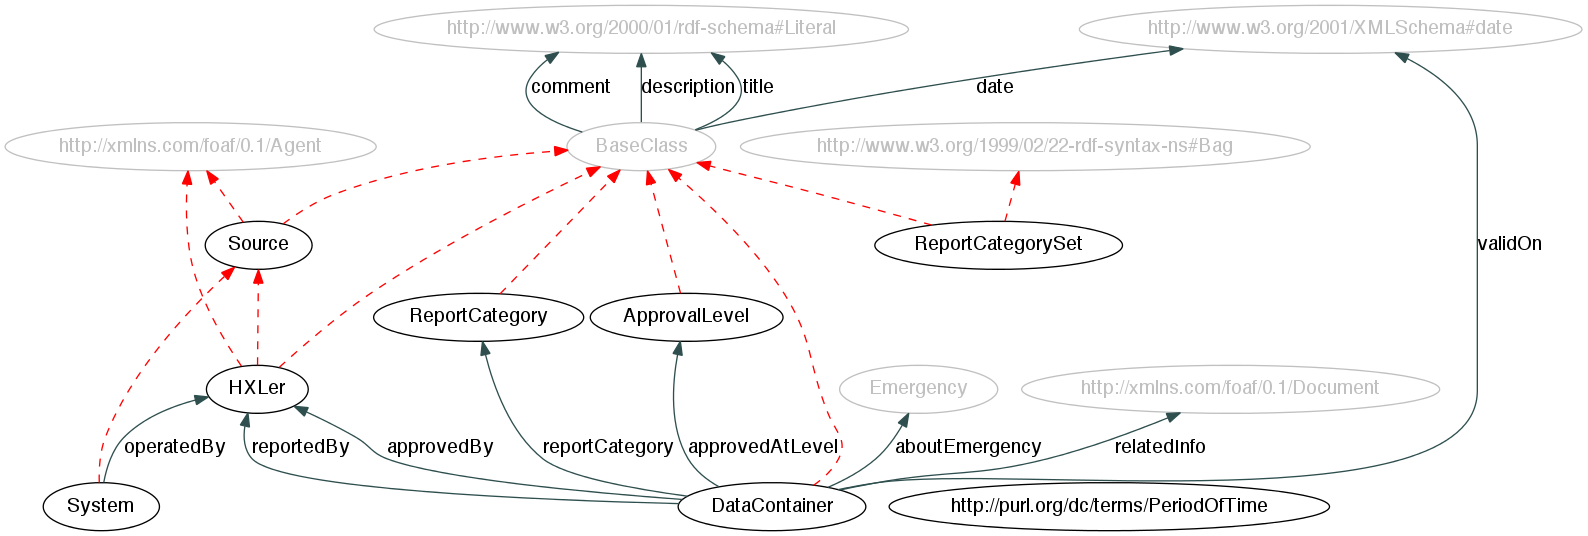 http://www.w3.org/2000/01/rdf-schema#Literal
http://www.w3.org/2001/XMLSchema#date
comment
description
title
date
http://xmlns.com/foaf/0.1/Agent
BaseClass
http://www.w3.org/1999/02/22-rdf-syntax-ns#Bag
Source
ReportCategorySet
validOn
ReportCategory
ApprovalLevel
HXLer
Emergency
http://xmlns.com/foaf/0.1/Document
operatedBy
reportedBy
approvedBy
reportCategory
approvedAtLevel
aboutEmergency
relatedInfo
System
DataContainer
http://purl.org/dc/terms/PeriodOfTime